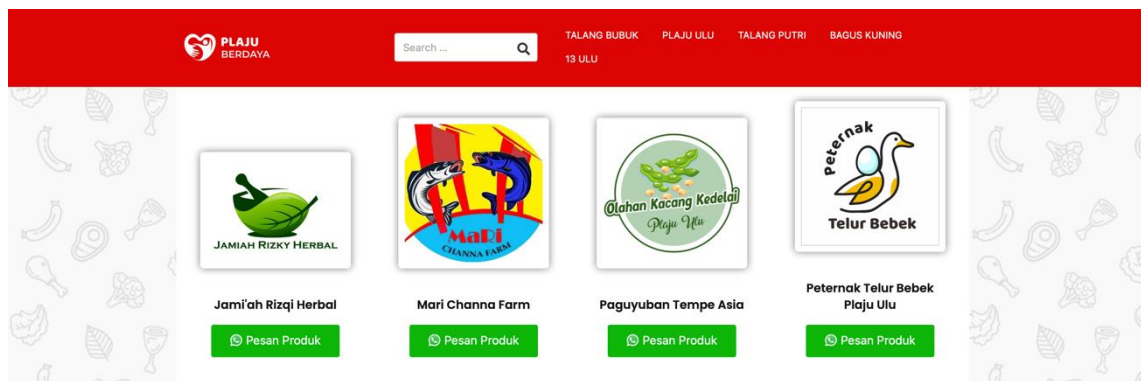 PLAJU
BERDAYA
Search ...
TALANG BUBUK PLAJU ULU TALANG PUTRI BAGUS KUNING
13 ULU
JAMIAH RIZKY HERBAL
MaRi
CHANNA FARM
Olahan Kacang Kedelai
Plaju Ulu
Peternak
Telur Bebek
Jami'ah Rizqi Herbal
Mari Channa Farm
Paguyuban Tempe Asia
Peternak Telur Bebek
Plaju Ulu
Pesan Produk
Pesan Produk
Pesan Produk
Pesan Produk